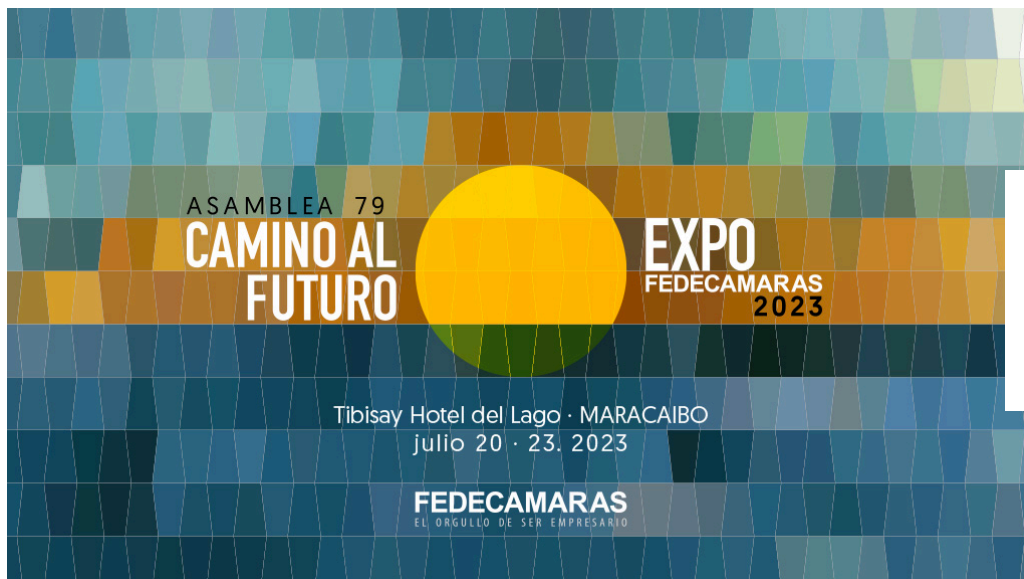 ASAMBLEA 79
CAMINO AL
FUTURO
EXPO
FEDECAMARAS
2023
Tibisay Hotel del Lago · MARACAIBO
julio 20 · 23. 2023
FEDECAMARAS
EL ORGULLO DE SER EMPRESARIO